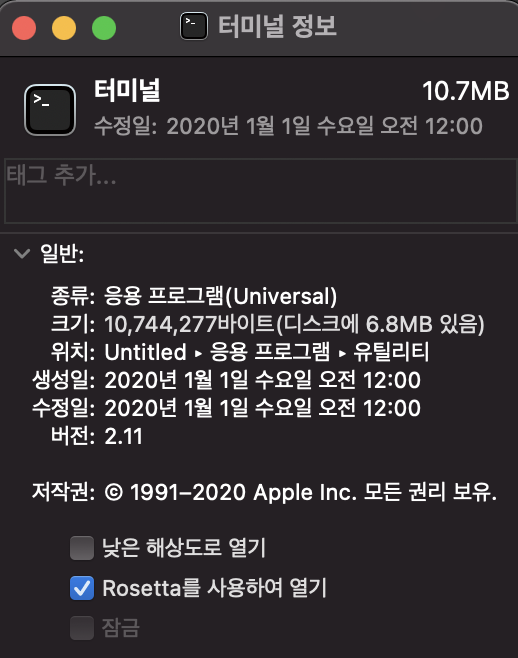 터미널 정보
터미널 10.7MB
수정일: 2020년 1월 1일 수요일 오전 12:00
태그 추가...
일반:
종류: 응용 프로그램(Universal)
크기: 10,744,277바이트(디스크에 6.8MB 있음)
위치: Untitled ▸ 응용 프로그램 ▸ 유틸리티
생성일: 2020년 1월 1일 수요일 오전 12:00
수정일: 2020년 1월 1일 수요일 오전 12:00
버전: 2.11
저작권: © 1991–2020 Apple Inc. 모든 권리 보유.
낮은 해상도로 열기
Rosetta를 사용하여 열기
잠금